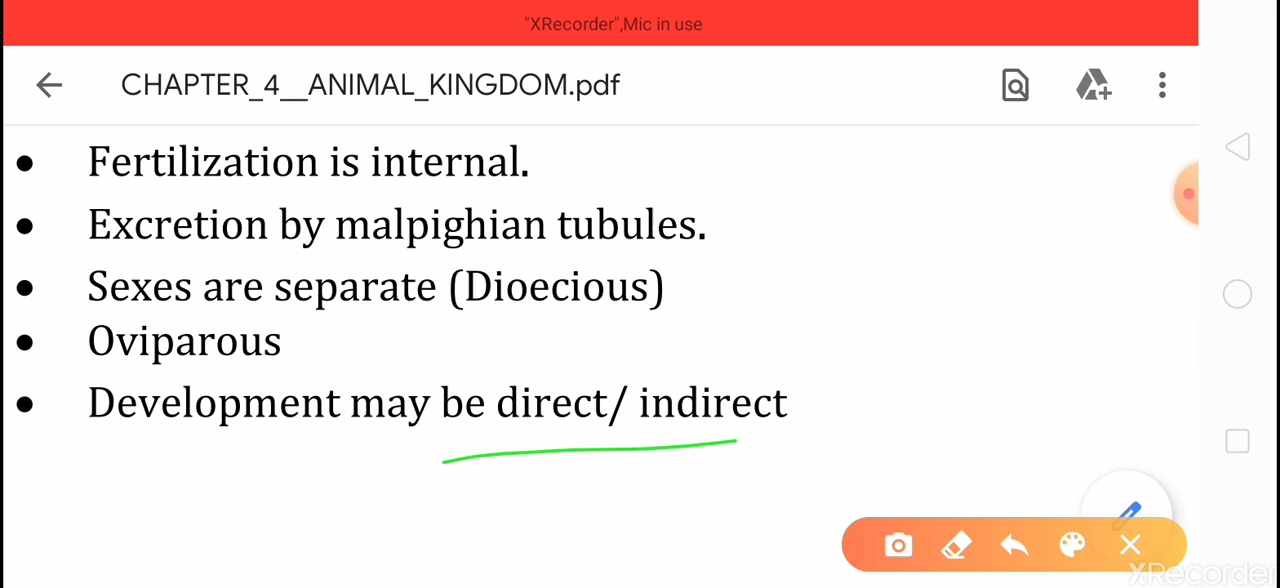 "XRecorder",Mic in use
CHAPTER_4__ANIMAL_KINGDOM.pdf
• Fertilization is internal.
• Excretion by malpighian tubules.
• Sexes are separate (Dioecious)
• Oviparous
• Development may be direct/ indirect
XRecorder